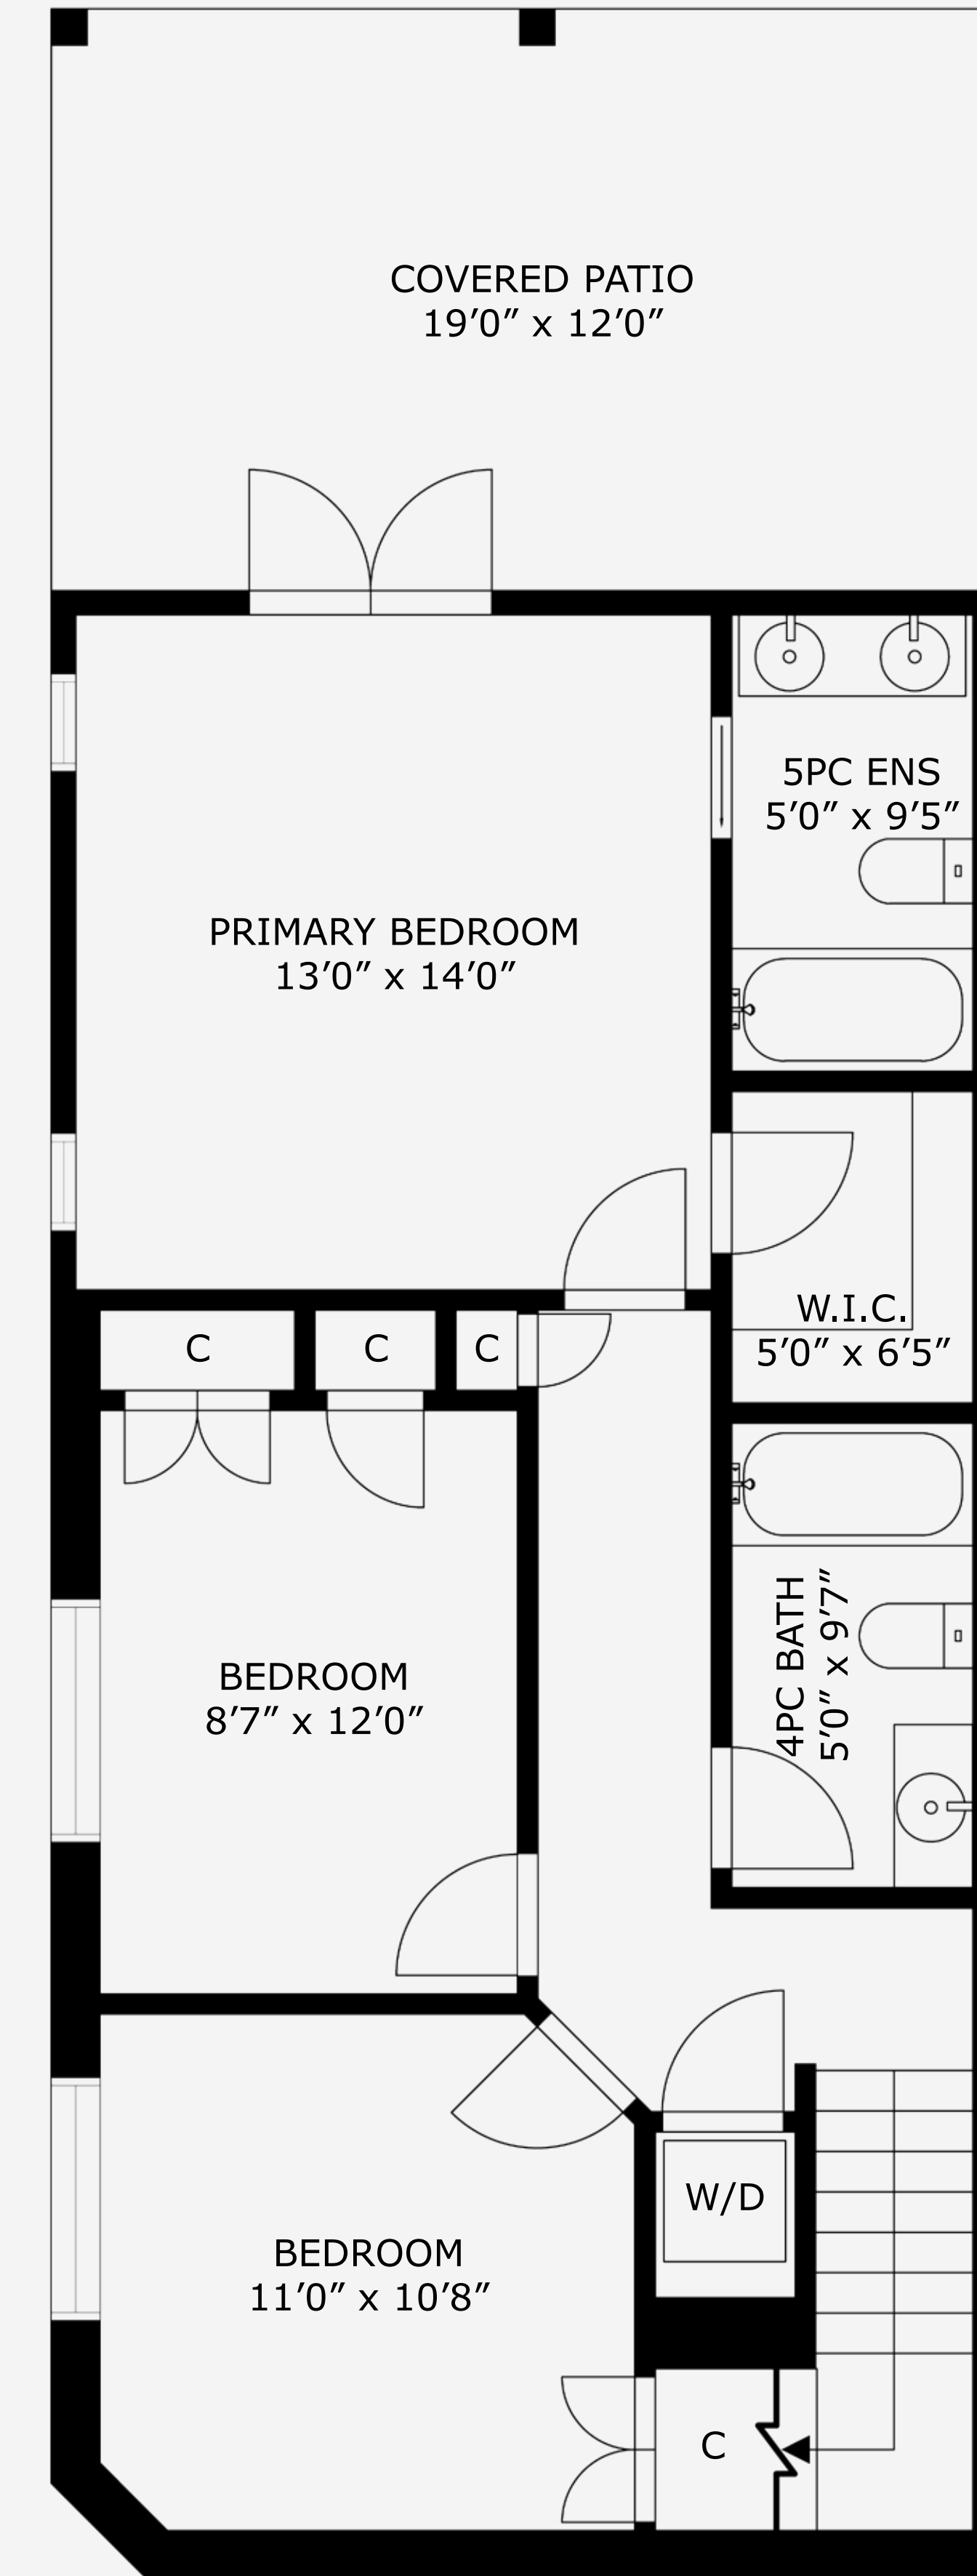 COVERED PATIO
19’0” x 12’0”
5PC ENS
5’0” x 9’5”
PRIMARY BEDROOM
13’0” x 14’0”
W.I.C.
5’0” x 6’5”
C
C
C
4PC BATH
5’0” x 9’7”
BEDROOM
8’7” x 12’0”
W/D
BEDROOM
11’0” x 10’8”
C